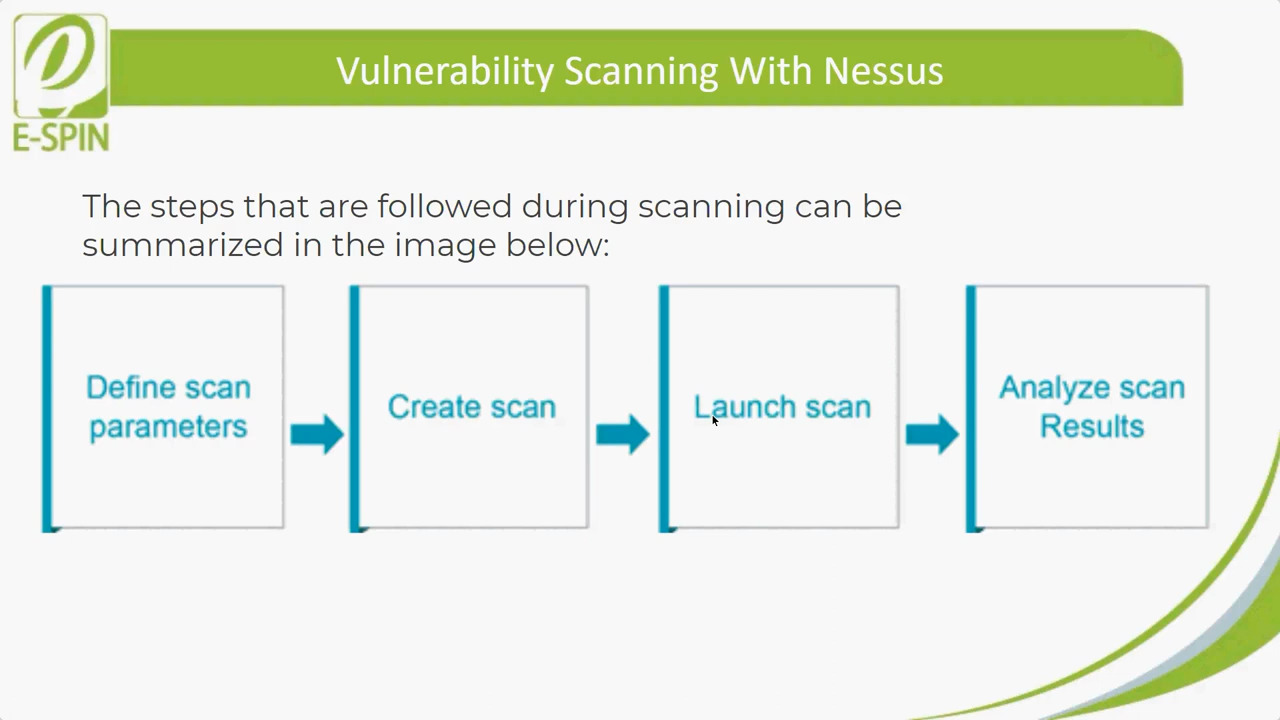 Vulnerability Scanning With Nessus
E-SPIN
The steps that are followed during scanning can be
summarized in the image below:
Define scan
parameters
Create scan
Launch scan
Analyze scan
Results